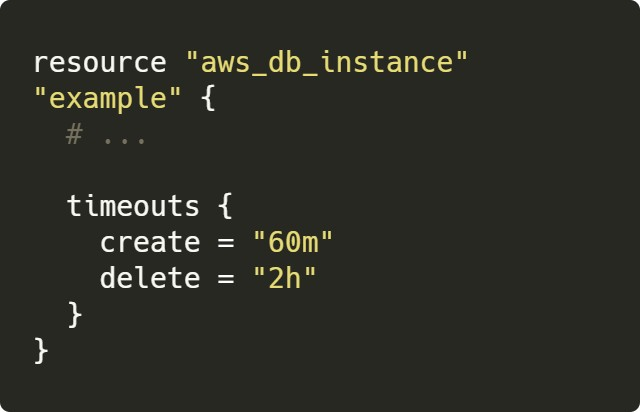 resource "aws_db_instance"
"example" {
  # ...

  timeouts {
    create = "60m"
    delete = "2h"
  }
}